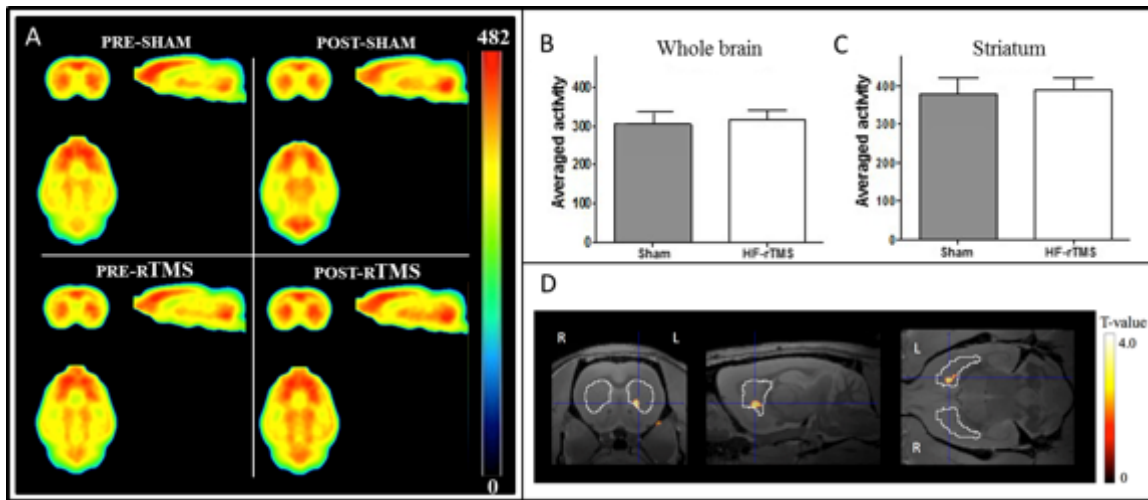 A
PRE-SHAM
POST-SHAM
482
PRE-RTMS
POST-RTMS
0
B
Whole brain
Averaged activity
400
300
200
100
0
Sham
HF-rTMS
C
Striatum
Averaged activity
400
300
200
100
0
Sham
HF-rTMS
D
R
L
L
R
T-value
4.0
0